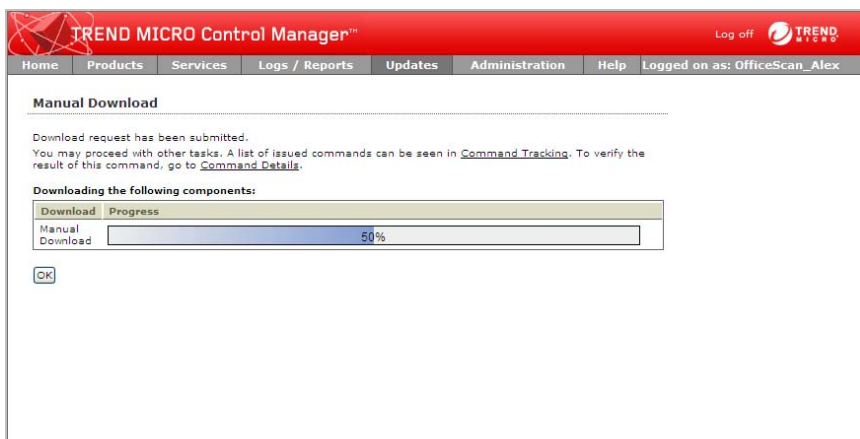 TREND MICRO Control Manager™
Log off
TREND MICRO
Home Products Services Logs / Reports Updates Administration Help Logged on as: OfficeScan_Alex
Manual Download
Download request has been submitted.
You may proceed with other tasks. A list of issued commands can be seen in Command Tracking. To verify the
result of this command, go to Command Details.
Downloading the following components:
Download Progress
Manual
Download
50%
OK